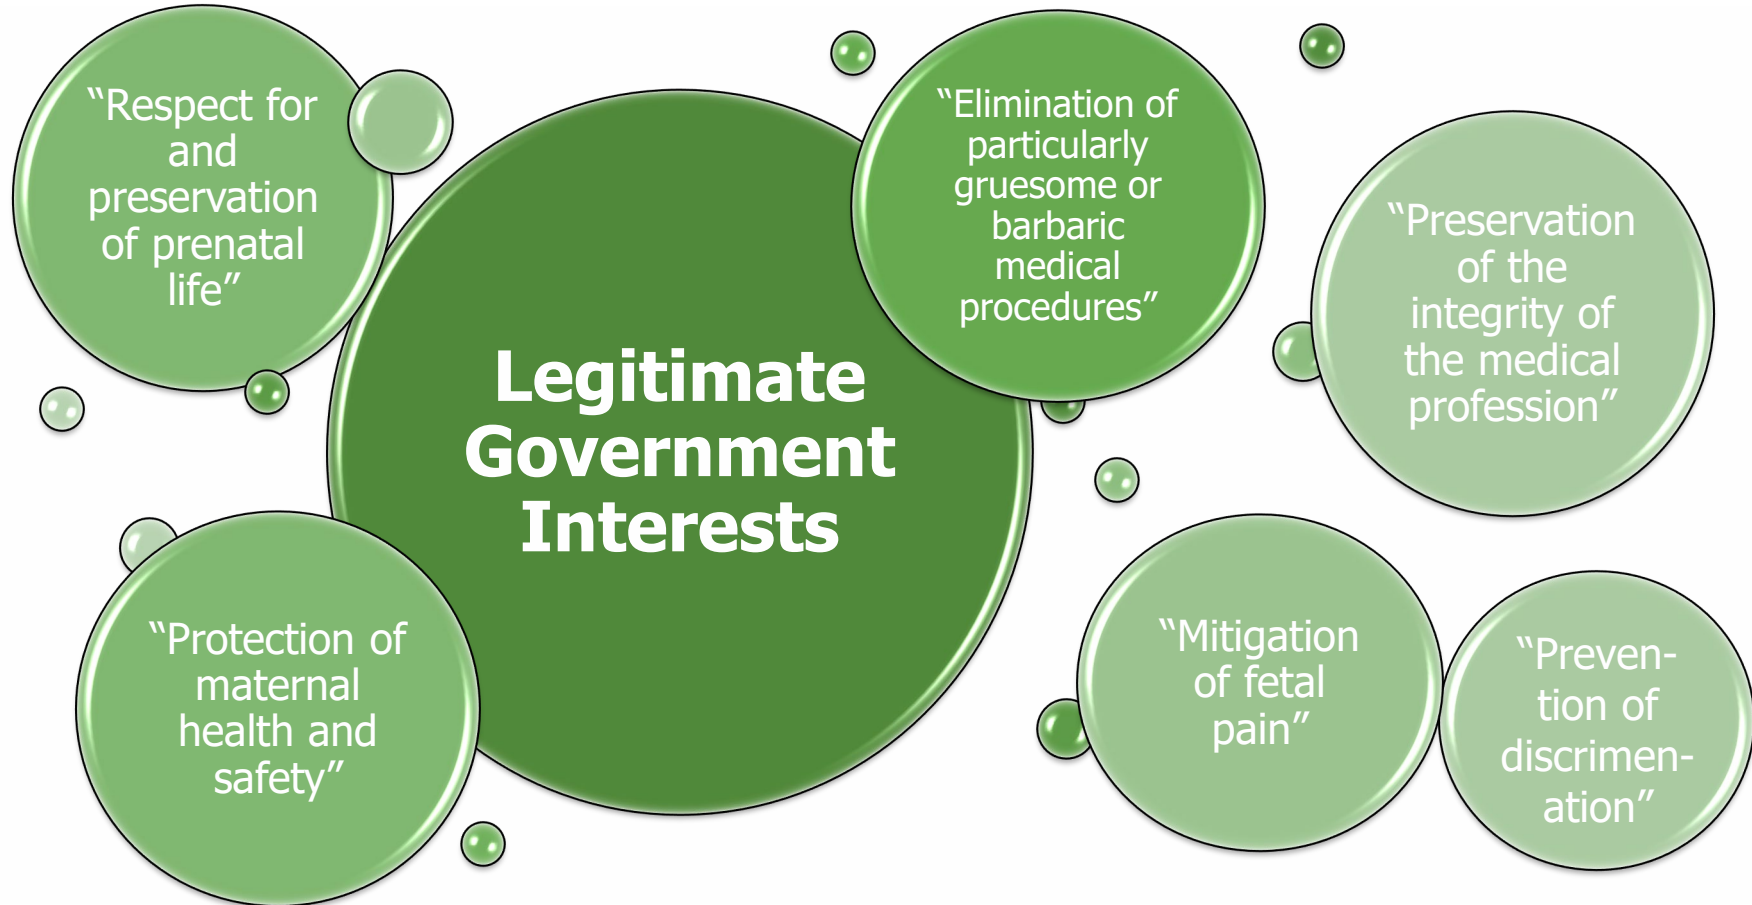 “Respect for
and
preservation
of prenatal
life”
“Elimination of
particularly
gruesome or
barbaric
medical
procedures”
“Preservation
of the
integrity of
the medical
profession”
Legitimate
Government
Interests
“Protection of
maternal
health and
safety”
“Mitigation
of fetal
pain”
“Preven-
tion of
discrimen-
ation”